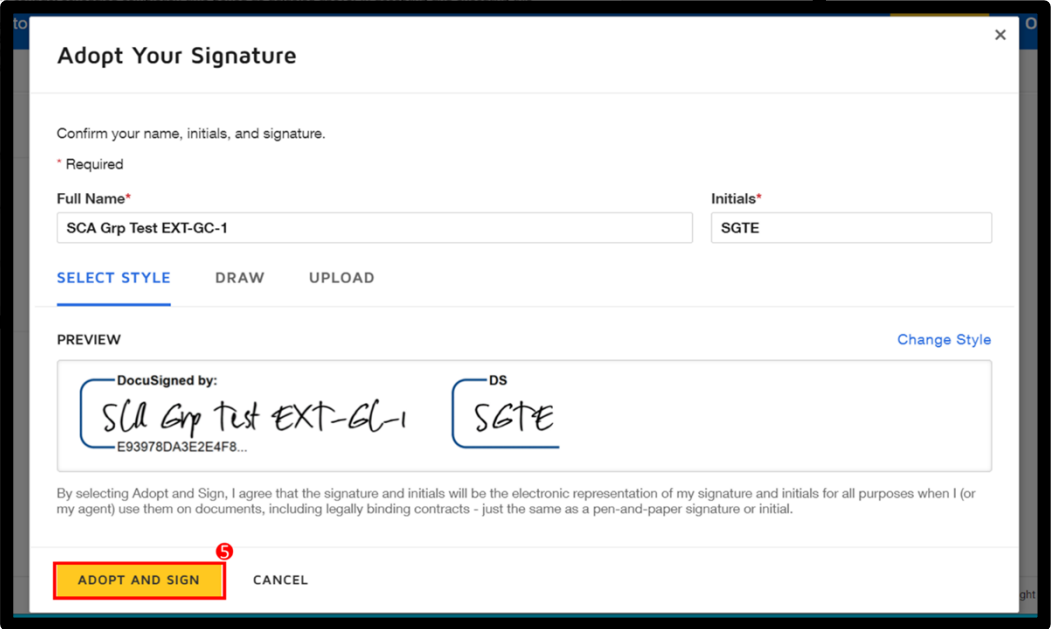 to
O
×
Adopt Your Signature
Confirm your name, initials, and signature.
* Required
Full Name*
Initials*
SCA Grp Test EXT-GC-1
SGTE
SELECT STYLE DRAW UPLOAD
PREVIEW
Change Style
DocuSigned by:
SCA Grp Test EXT-GC-1
E93978DA3E2E4F8...
DS
SGTE
By selecting Adopt and Sign, I agree that the signature and initials will be the electronic representation of my signature and initials for all purposes when I (or
my agent) use them on documents, including legally binding contracts - just the same as a pen-and-paper signature or initial.
5
ADOPT AND SIGN CANCEL
ght